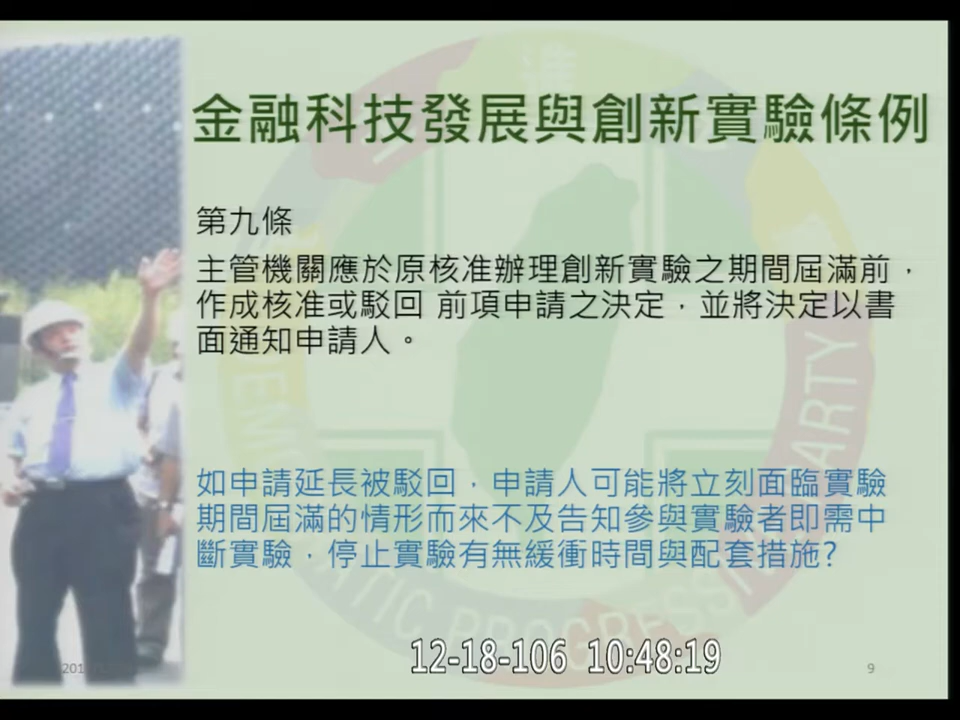 金融科技發展與創新實驗條例
第九條
主管機關應於原核准辦理創新實驗之期間屆滿前，
作成核准或駁回 前項申請之決定，並將決定以書
面通知申請人。
如申請延長被駁回，申請人可能將立刻面臨實驗
期間屆滿的情形而來不及告知參與實驗者即需中
斷實驗，停止實驗有無緩衝時間與配套措施?
12-18-106 10:48:19
9